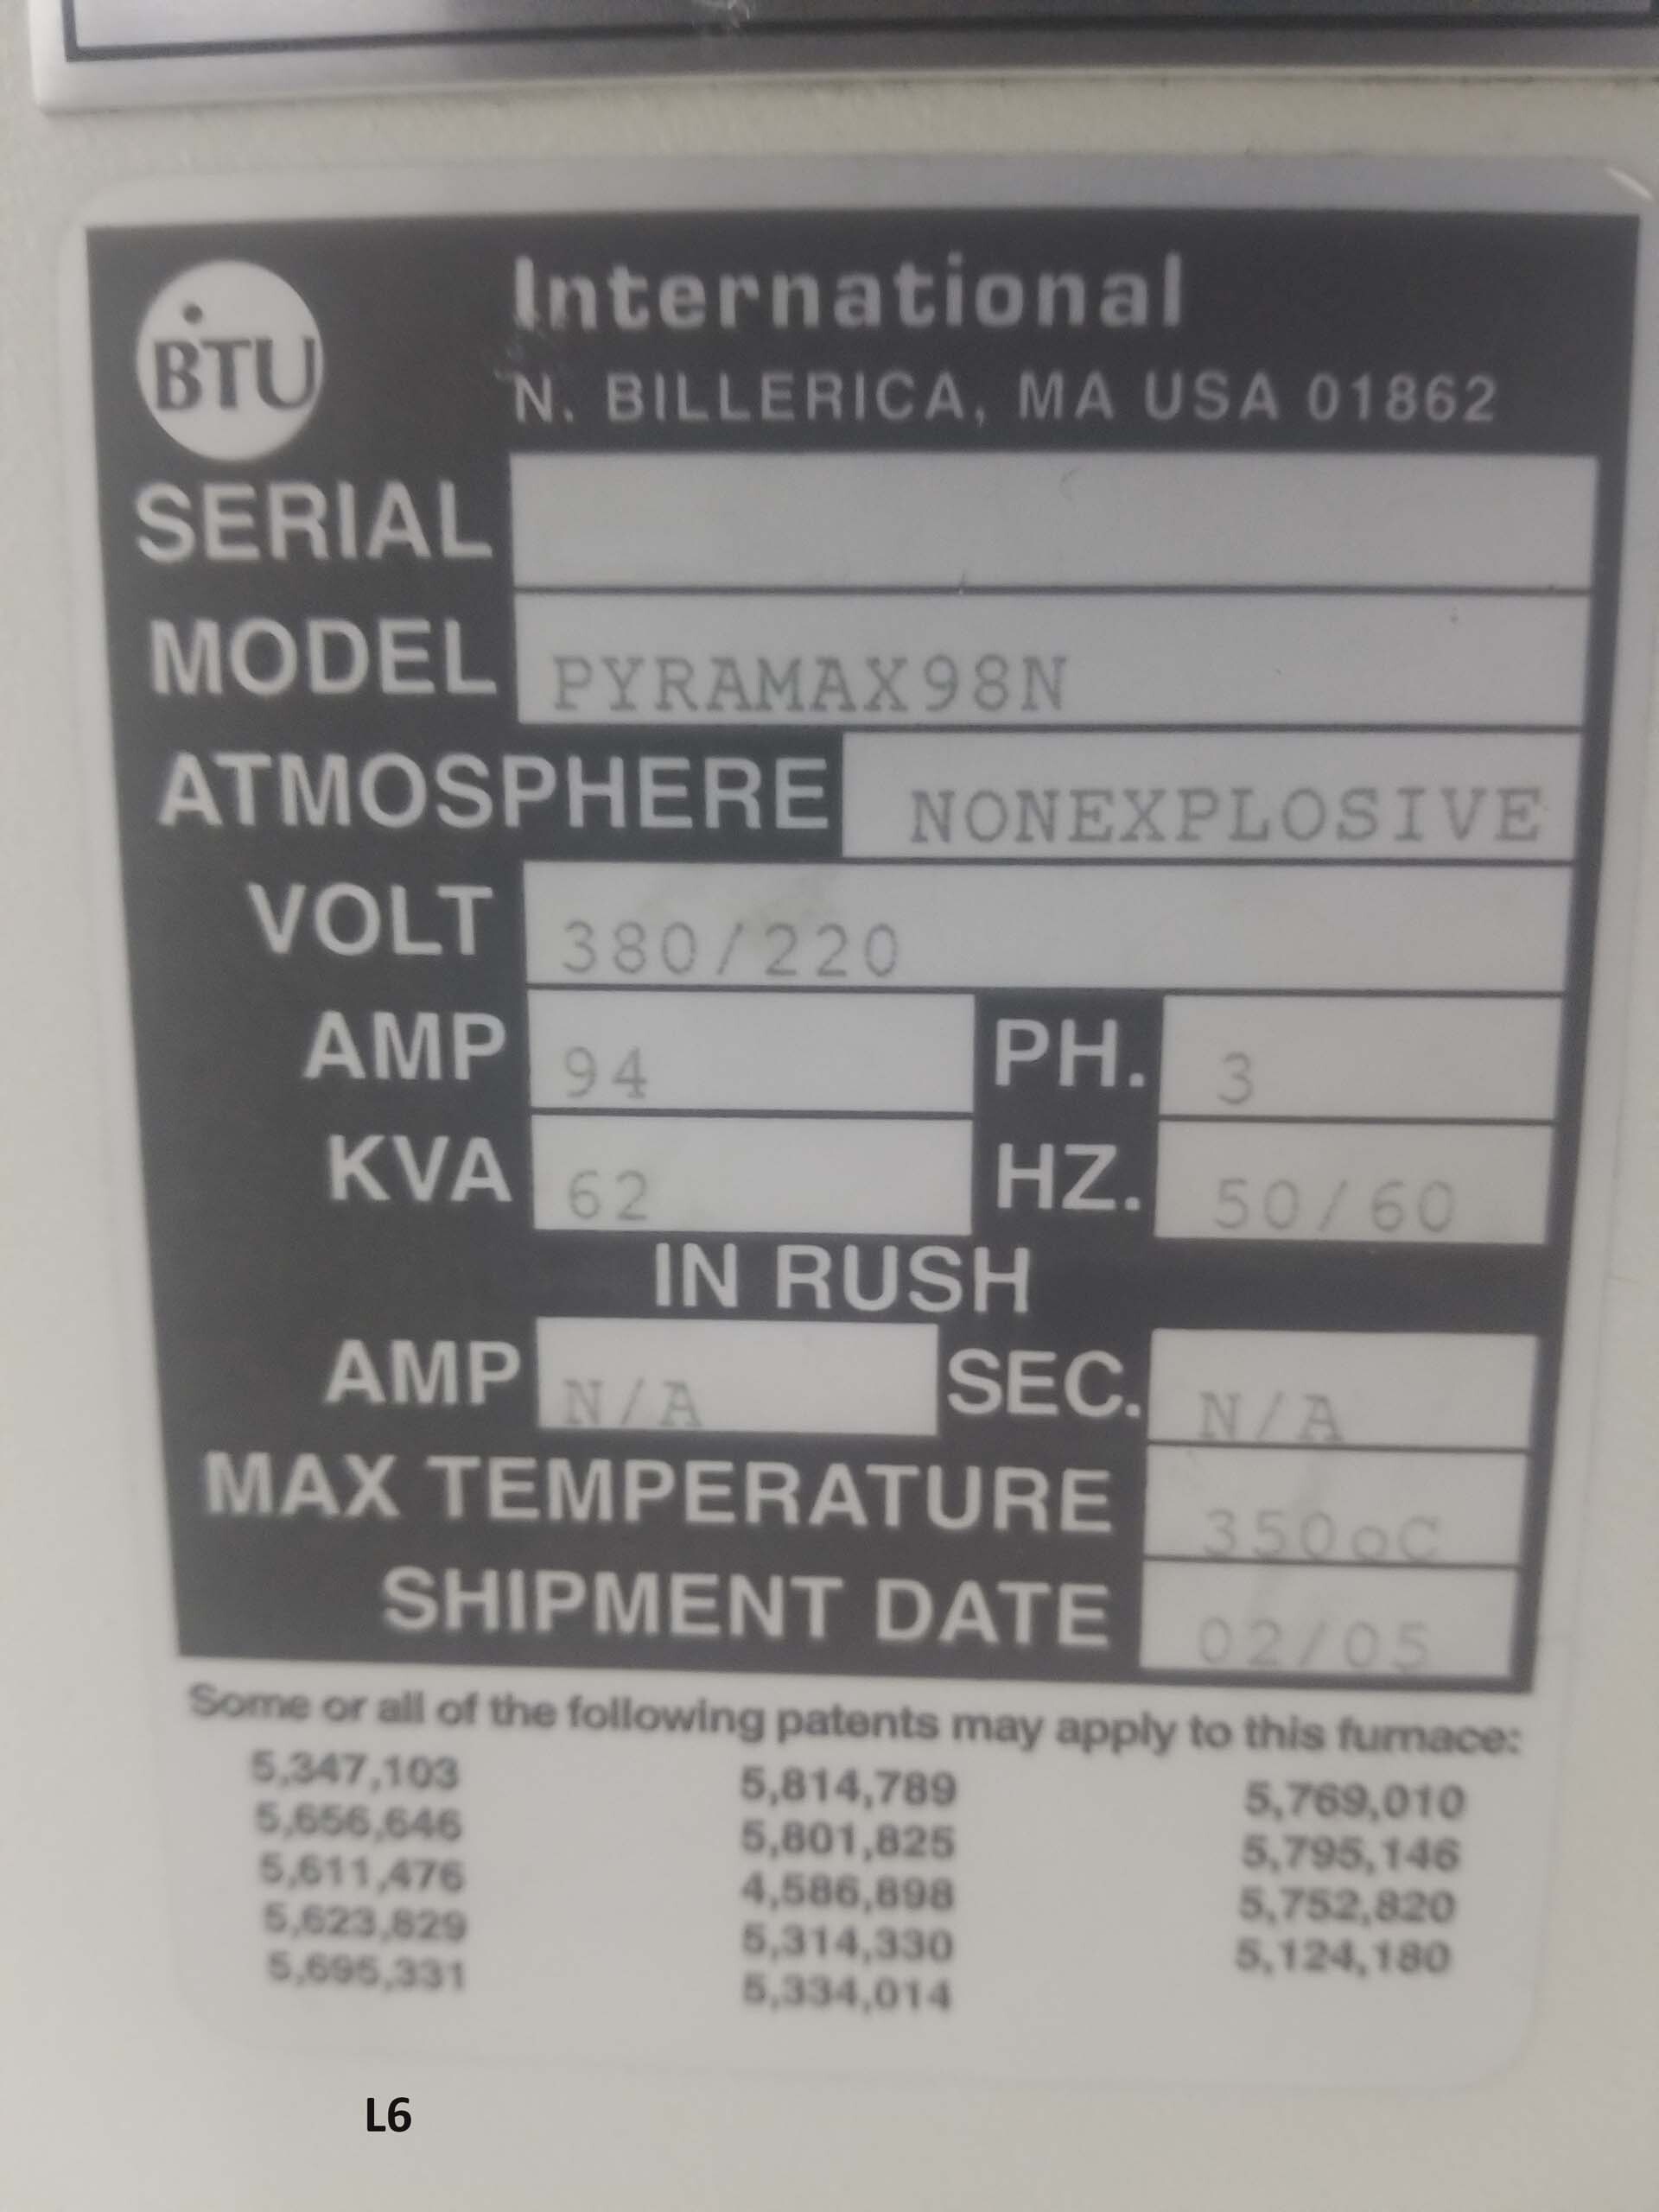 BTU International
N. BILLERICA, MA USA 01862
SERIAL
MODEL PYRAMAX98N
ATMOSPHERE NONEXPLOSIVE
VOLT 380/220
AMP 94 PH. 3
KVA 62 HZ. 50/60
IN RUSH
AMP N/A SEC. N/A
MAX TEMPERATURE 350oC
SHIPMENT DATE 02/05
Some or all of the following patents may apply to this furnace:
5,347,103 5,814,789 5,769,010
5,656,646 5,801,825 5,795,146
5,611,476 4,586,898 5,752,820
5,623,829 5,314,330 5,124,180
5,695,331 5,334,014
L6